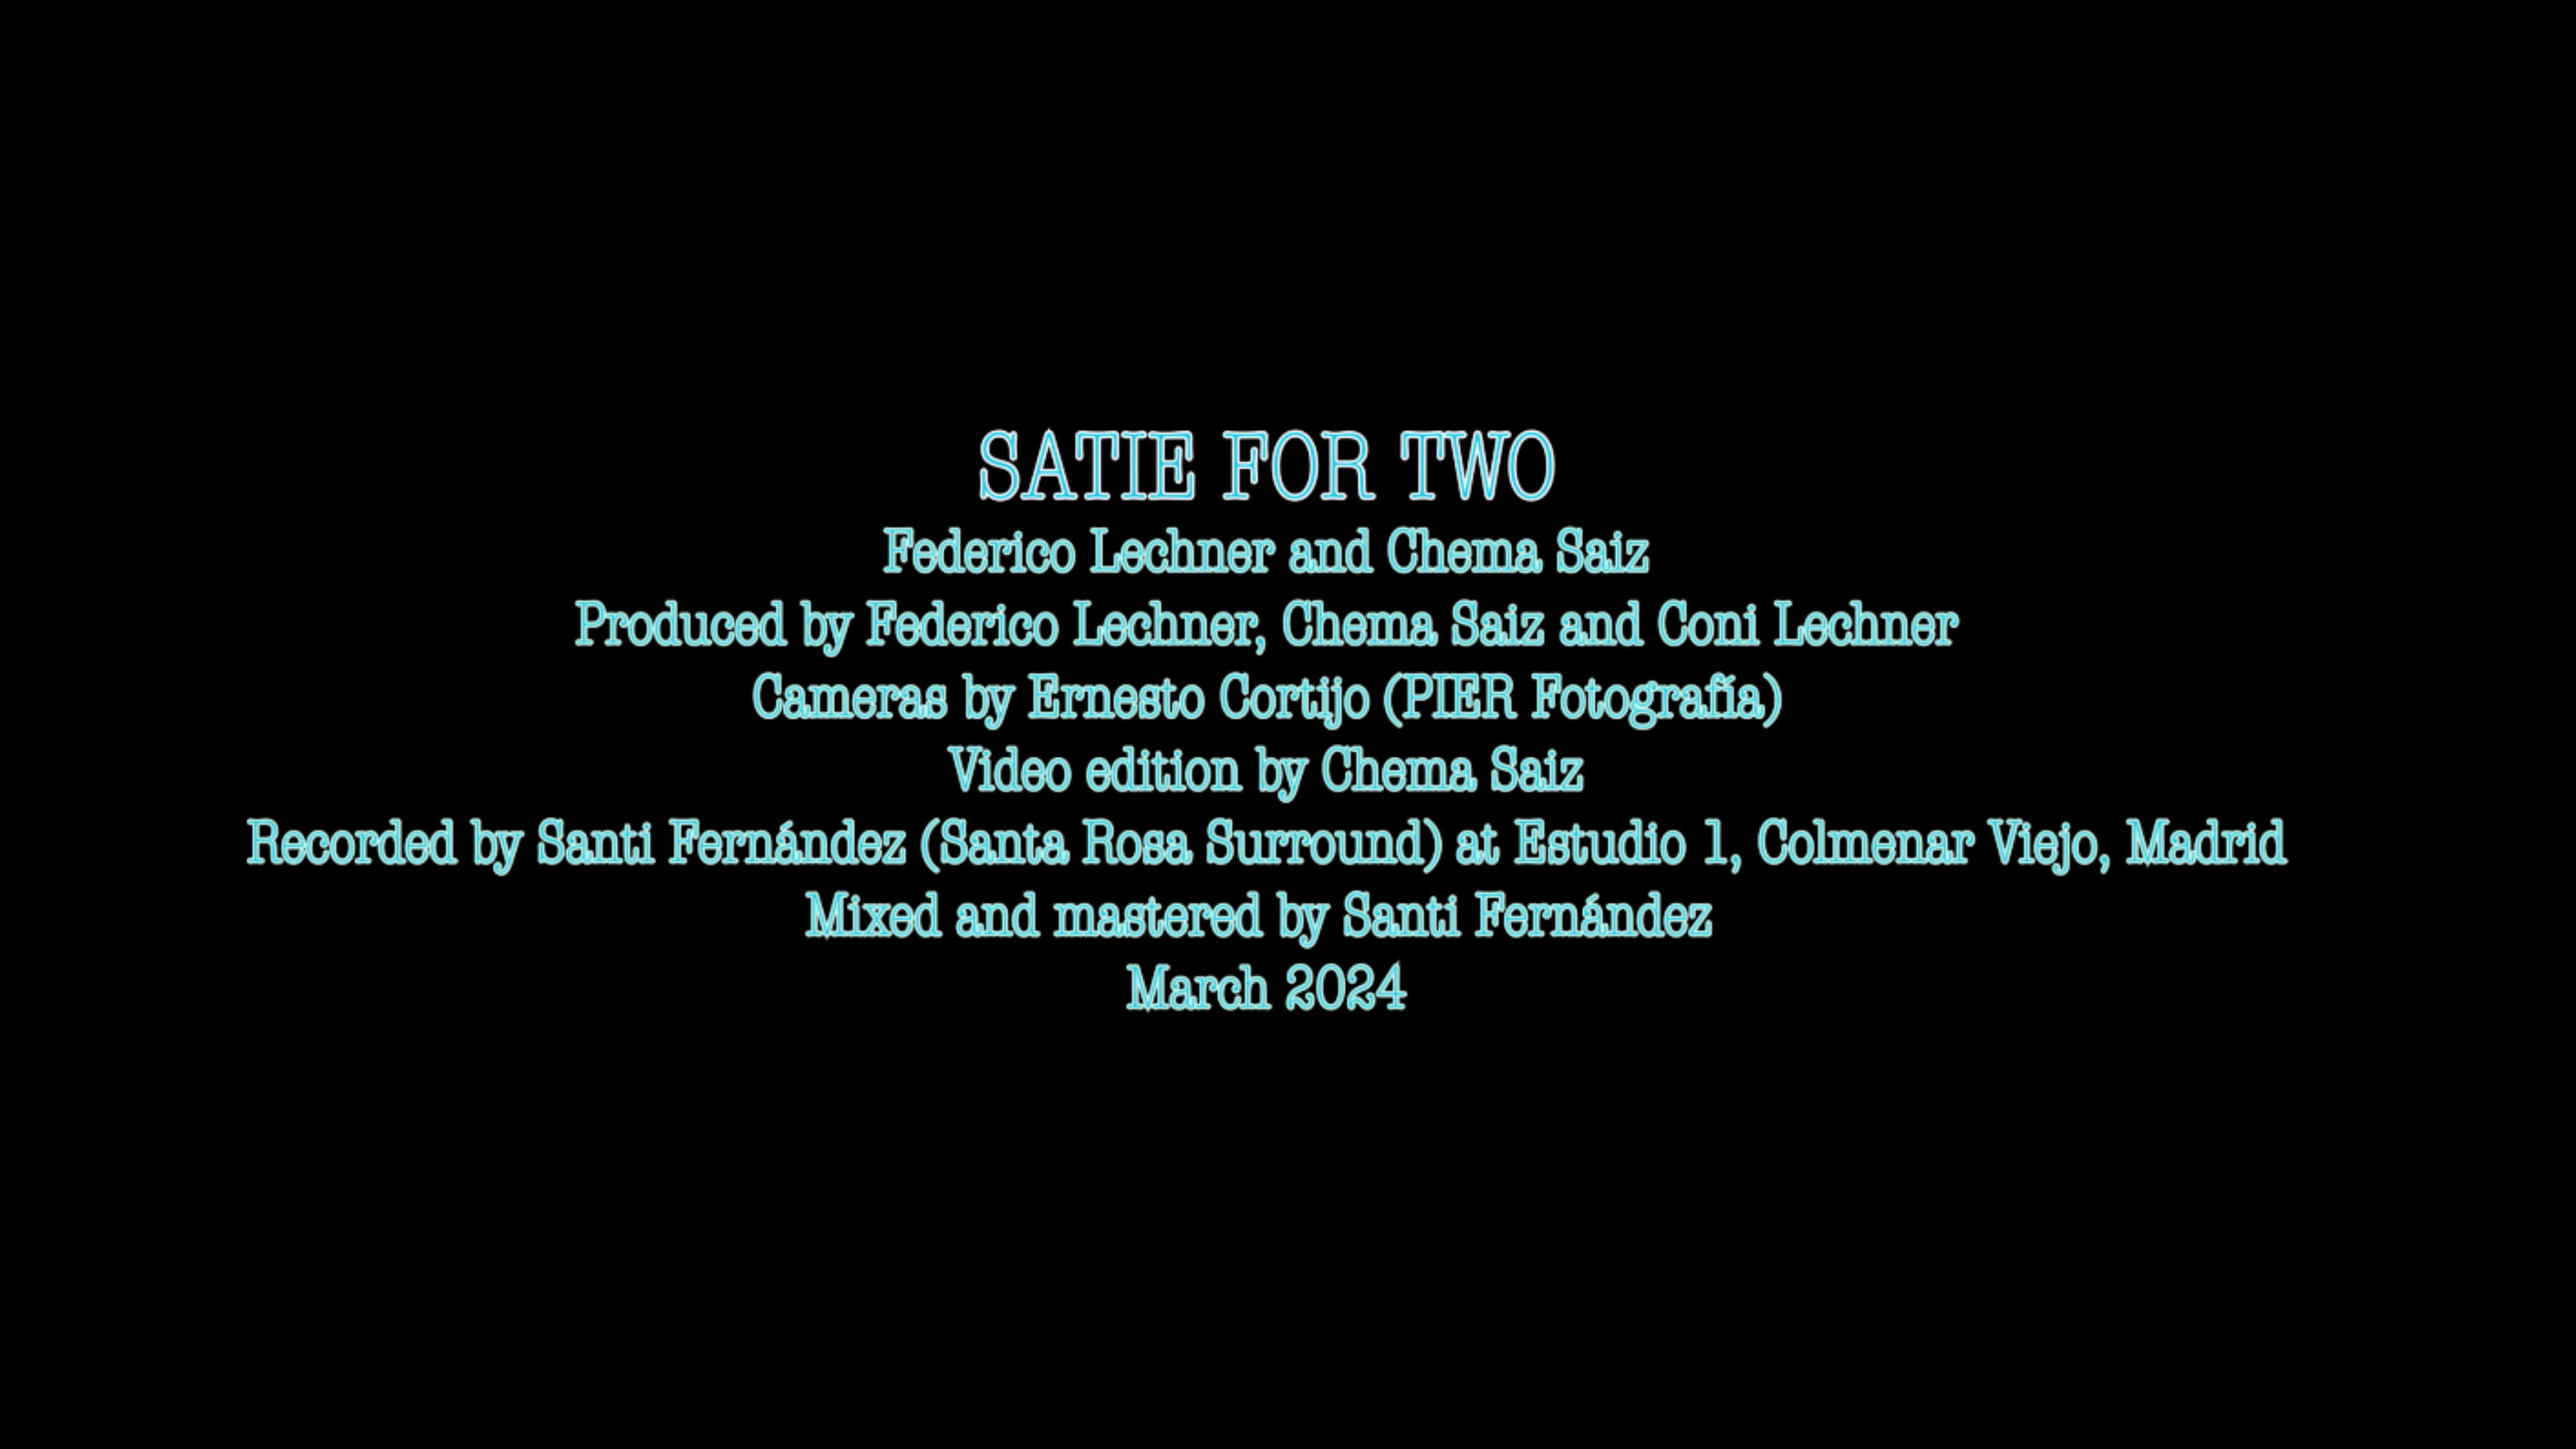 SATIE FOR TWO
Federico Lechner and Chema Saiz
Produced by Federico Lechner, Chema Saiz and Coni Lechner
Cameras by Ernesto Cortijo (PIER Fotografía)
Video edition by Chema Saiz
Recorded by Santi Fernández (Santa Rosa Surround) at Estudio 1, Colmenar Viejo, Madrid
Mixed and mastered by Santi Fernández
March 2024